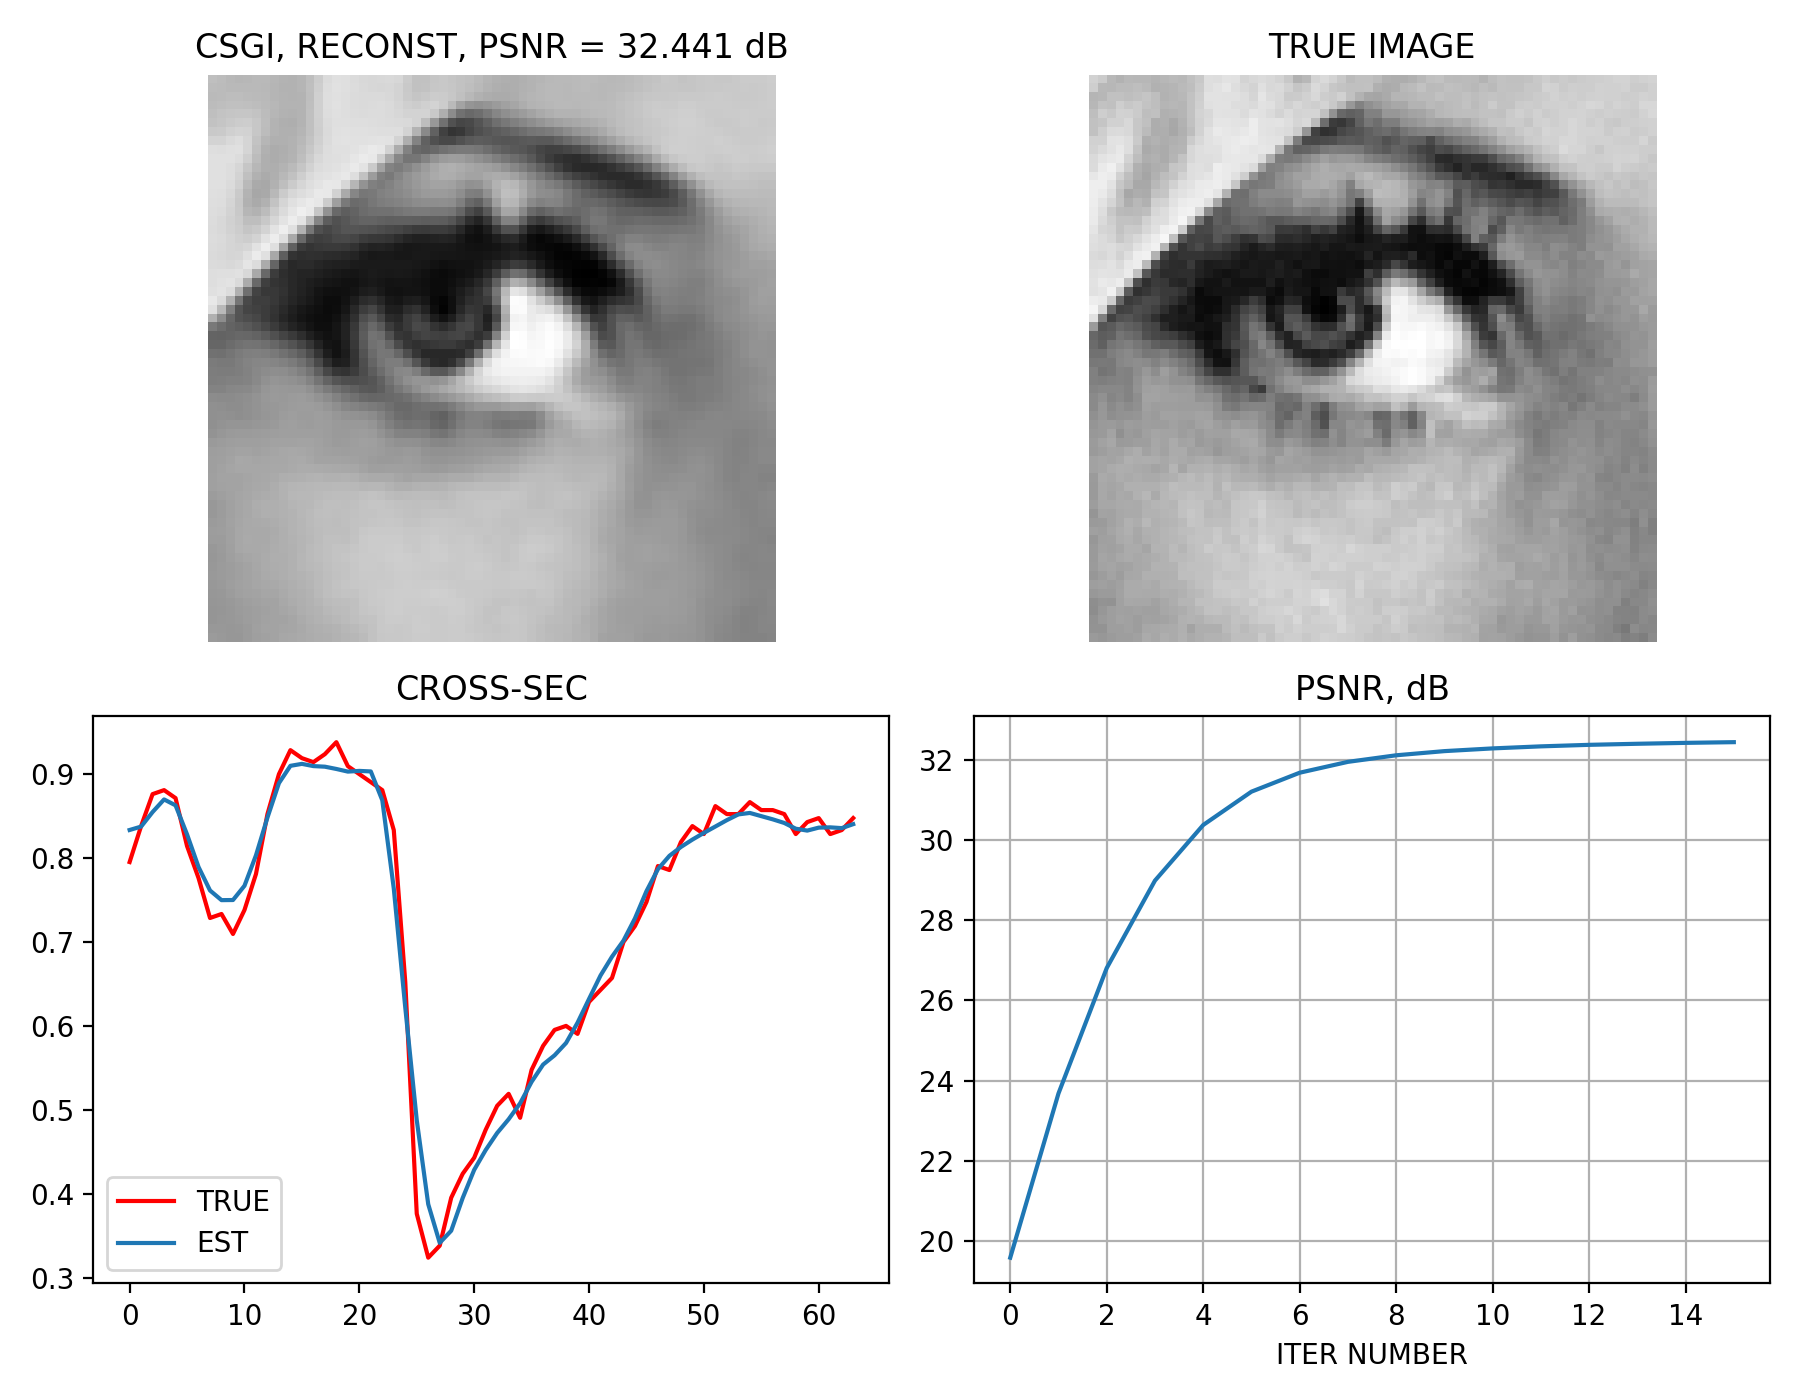 CSGI, RECONST, PSNR = 32.441 dB
TRUE IMAGE
CROSS-SEC
0.9
0.8
0.7
0.6
0.5
0.4
0.3
TRUE
EST
0 10 20 30 40 50 60
PSNR, dB
32
30
28
26
24
22
20
0 2 4 6 8 10 12 14
ITER NUMBER